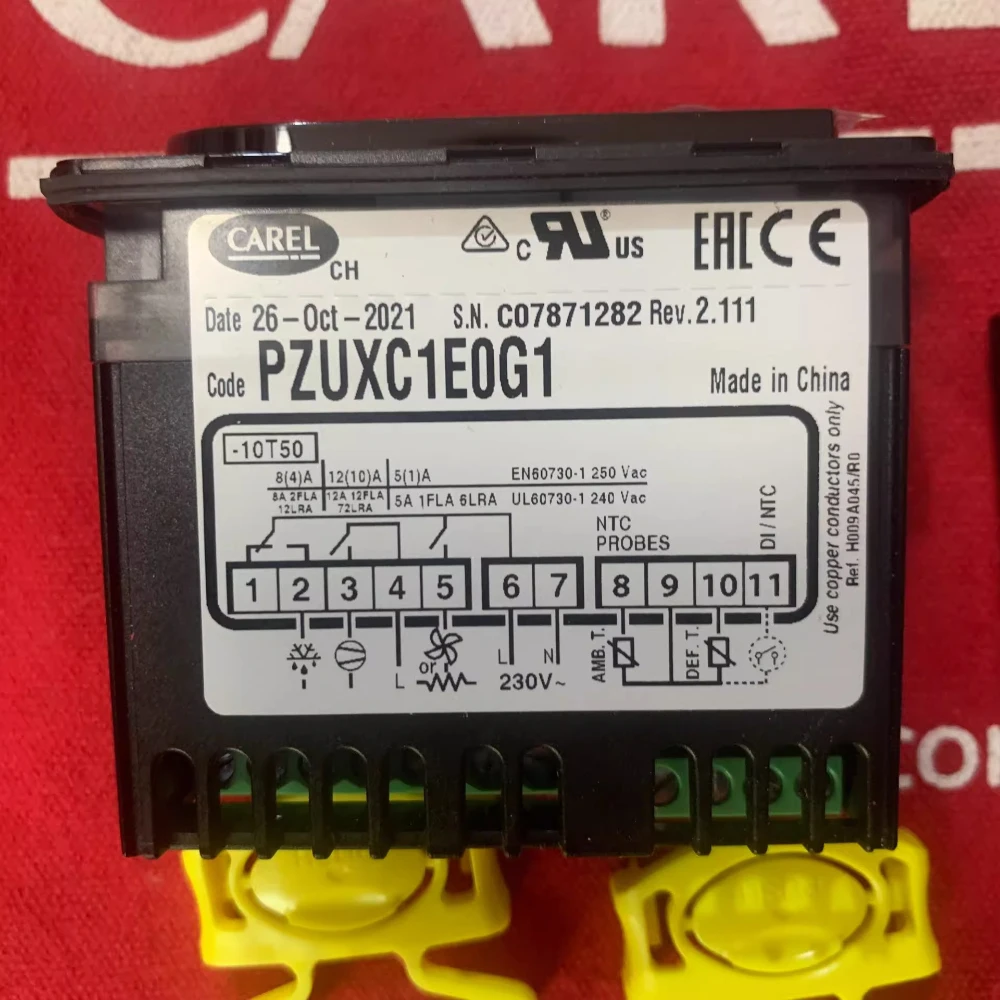 CAREL
CAREL
CH
c RU® US
EAC CE
Date 26-Oct-2021 S.N. C07871282 Rev.2.111
Code PZUXC1E0G1
Made in China
-10T50
8(4)A 12(10)A 5(1)A EN60730-1 250 Vac
8A 2FLA 12LRA 12A 12FLA 72LRA 5A 1FLA 6LRA UL60730-1 240 Vac
NTC
PROBES
DI / NTC
1 2 3 4 5 6 7 8 9 10 11
AMB. T.
DEF. T.
L or L N
230V~
Use copper conductors only
Ref. H009A045/R0